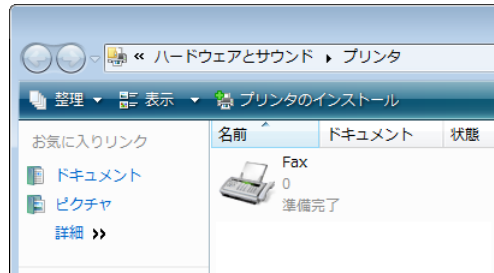 « ハードウェアとサウンド ▸ プリンタ
整理 ▼ 表示 ▼ プリンタのインストール
お気に入りリンク
ドキュメント
ピクチャ
詳細 »
名前 ドキュメント 状態
Fax
0
準備完了